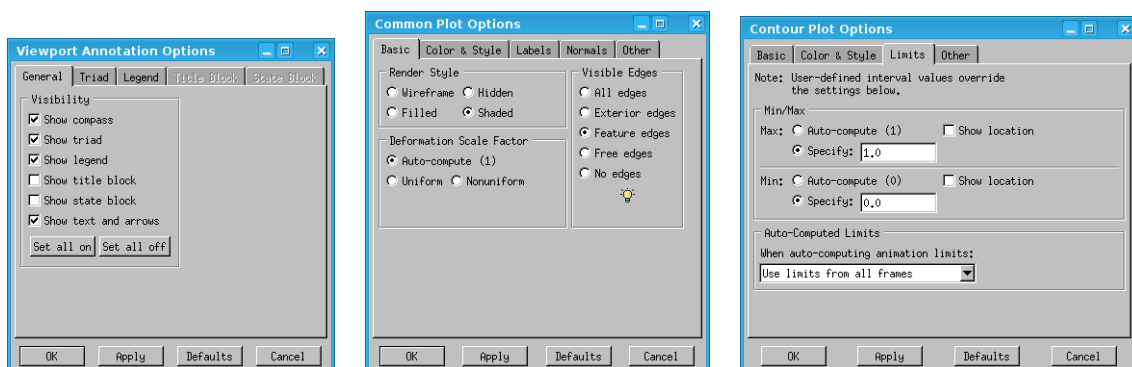 Viewport Annotation Options
General Triad Legend Title Block State Block
Visibility
Show compass
Show triad
Show legend
Show title block
Show state block
Show text and arrows
Set all on Set all off
OK Apply Defaults Cancel
Common Plot Options
Basic Color & Style Labels Normals Other
Render Style
Wireframe Hidden
Filled Shaded
Deformation Scale Factor
Auto-compute (1)
Uniform Nonuniform
Visible Edges
All edges
Exterior edges
Feature edges
Free edges
No edges
OK Apply Defaults Cancel
Contour Plot Options
Basic Color & Style Limits Other
Note: User-defined interval values override
the settings below.
Min/Max
Max: Auto-compute (1) Show location
Specify: 1.0
Min: Auto-compute (0) Show location
Specify: 0.0
Auto-Computed Limits
When auto-computing animation limits:
Use limits from all frames
OK Apply Defaults Cancel